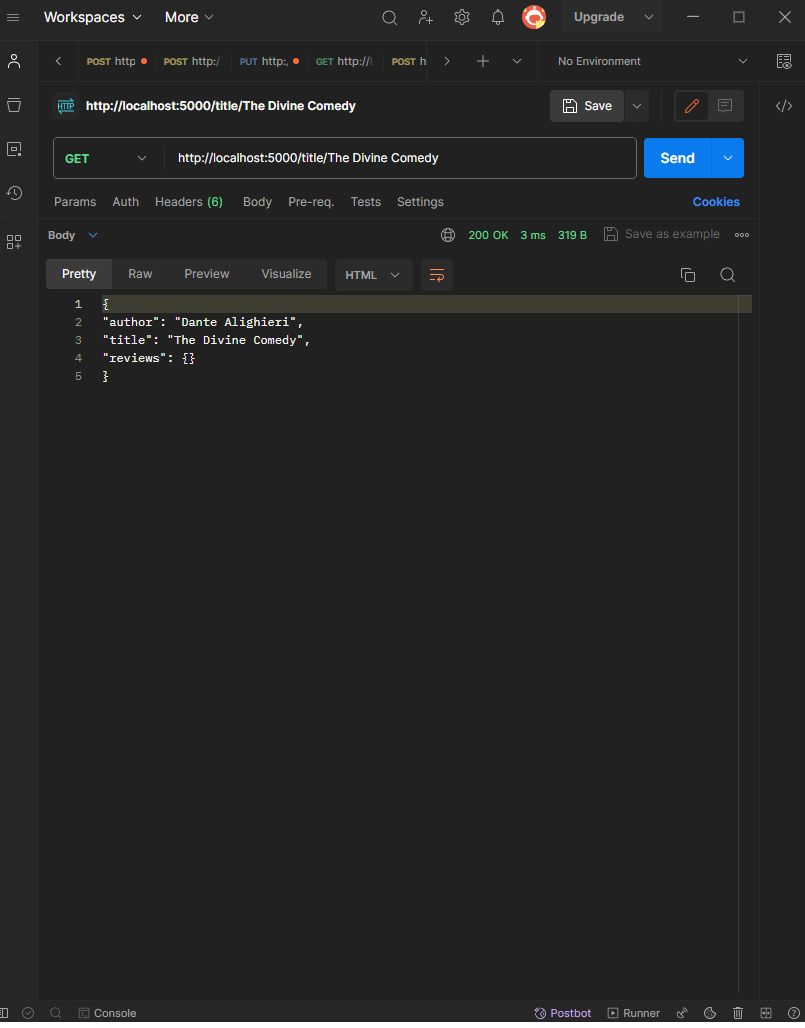 Workspaces More Upgrade
POST http POST http:/ PUT http:, GET http://l POST h No Environment
HTTP http://localhost:5000/title/The Divine Comedy Save
GET http://localhost:5000/title/The Divine Comedy Send
Params Auth Headers (6) Body Pre-req. Tests Settings Cookies
Body 200 OK 3 ms 319 B Save as example
Pretty Raw Preview Visualize HTML
1 {
2 "author": "Dante Alighieri",
3 "title": "The Divine Comedy",
4 "reviews": {}
5 }
Console Postbot Runner